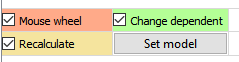 Mouse wheel Change dependent
Recalculate Set model